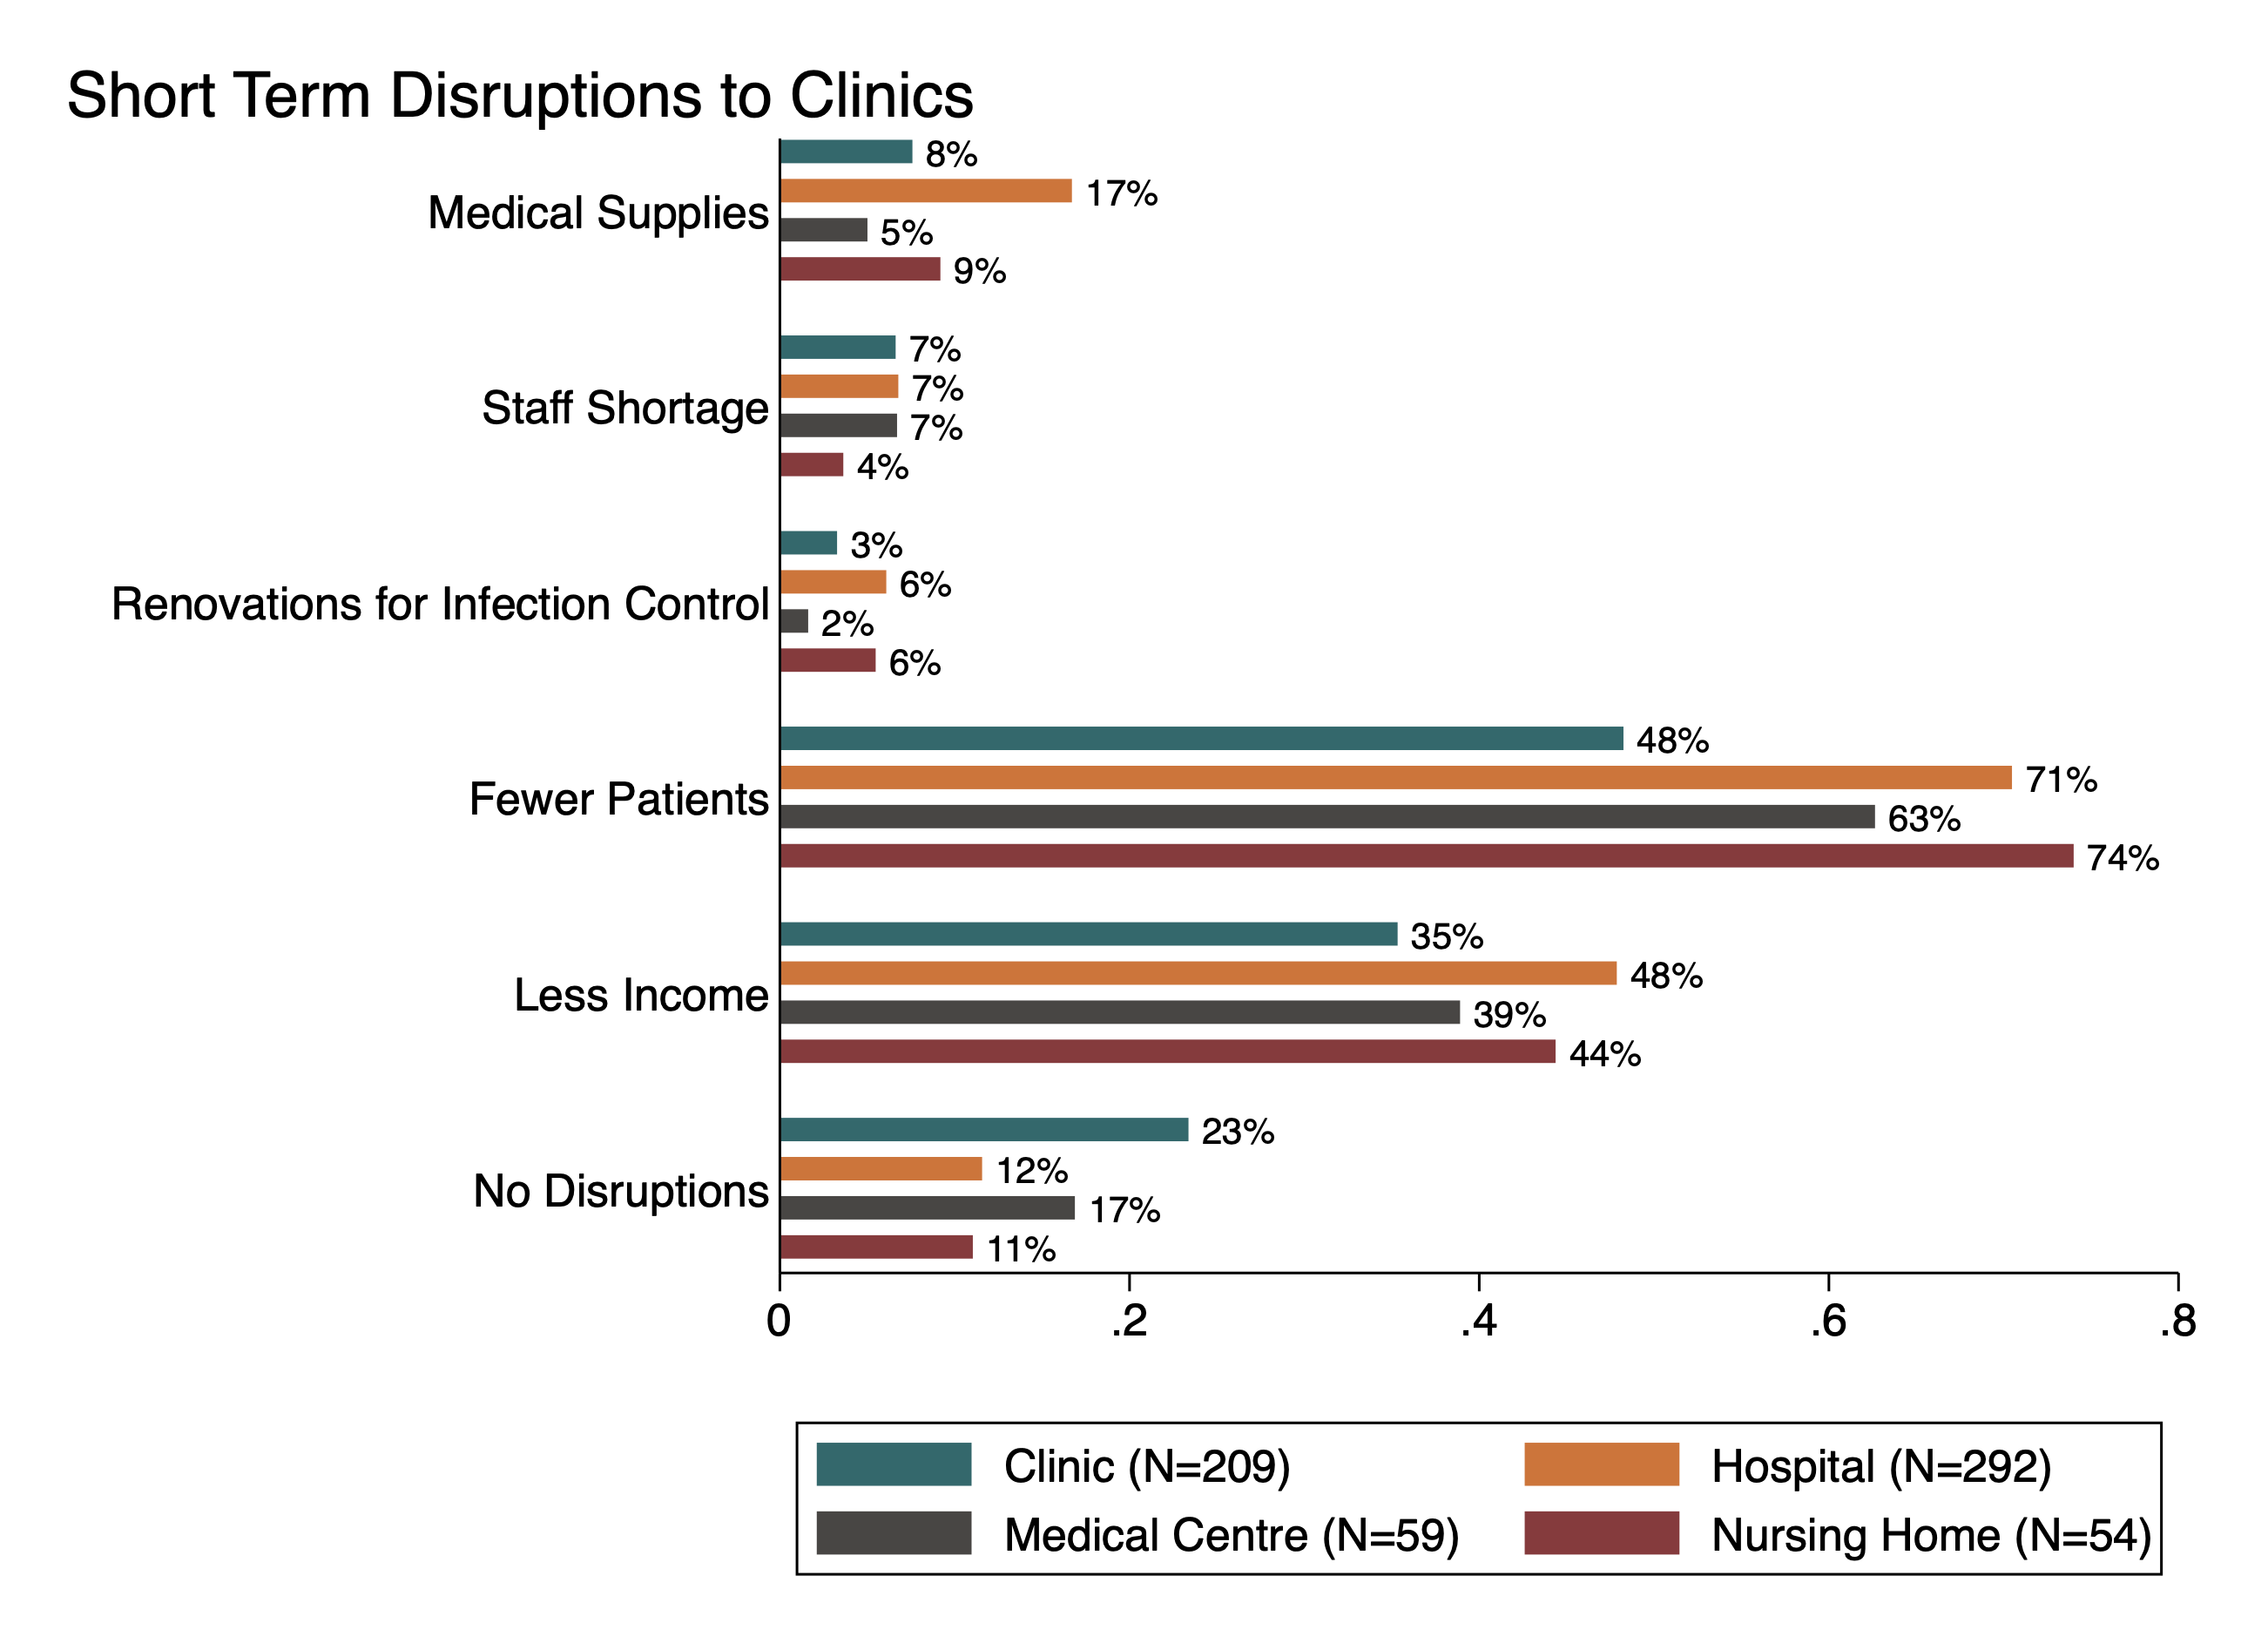 Short Term Disruptions to Clinics
8%
17%
Medical Supplies
5%
9%
7%
7%
Staff Shortage
7%
4%
3%
6%
Renovations for Infection Control
2%
6%
48%
71%
Fewer Patients
63%
74%
35%
48%
Less Income
39%
44%
23%
12%
No Disruptions
17%
11%
0 .2 .4 .6 .8
Clinic (N=209) Hospital (N=292)
Medical Centre (N=59) Nursing Home (N=54)